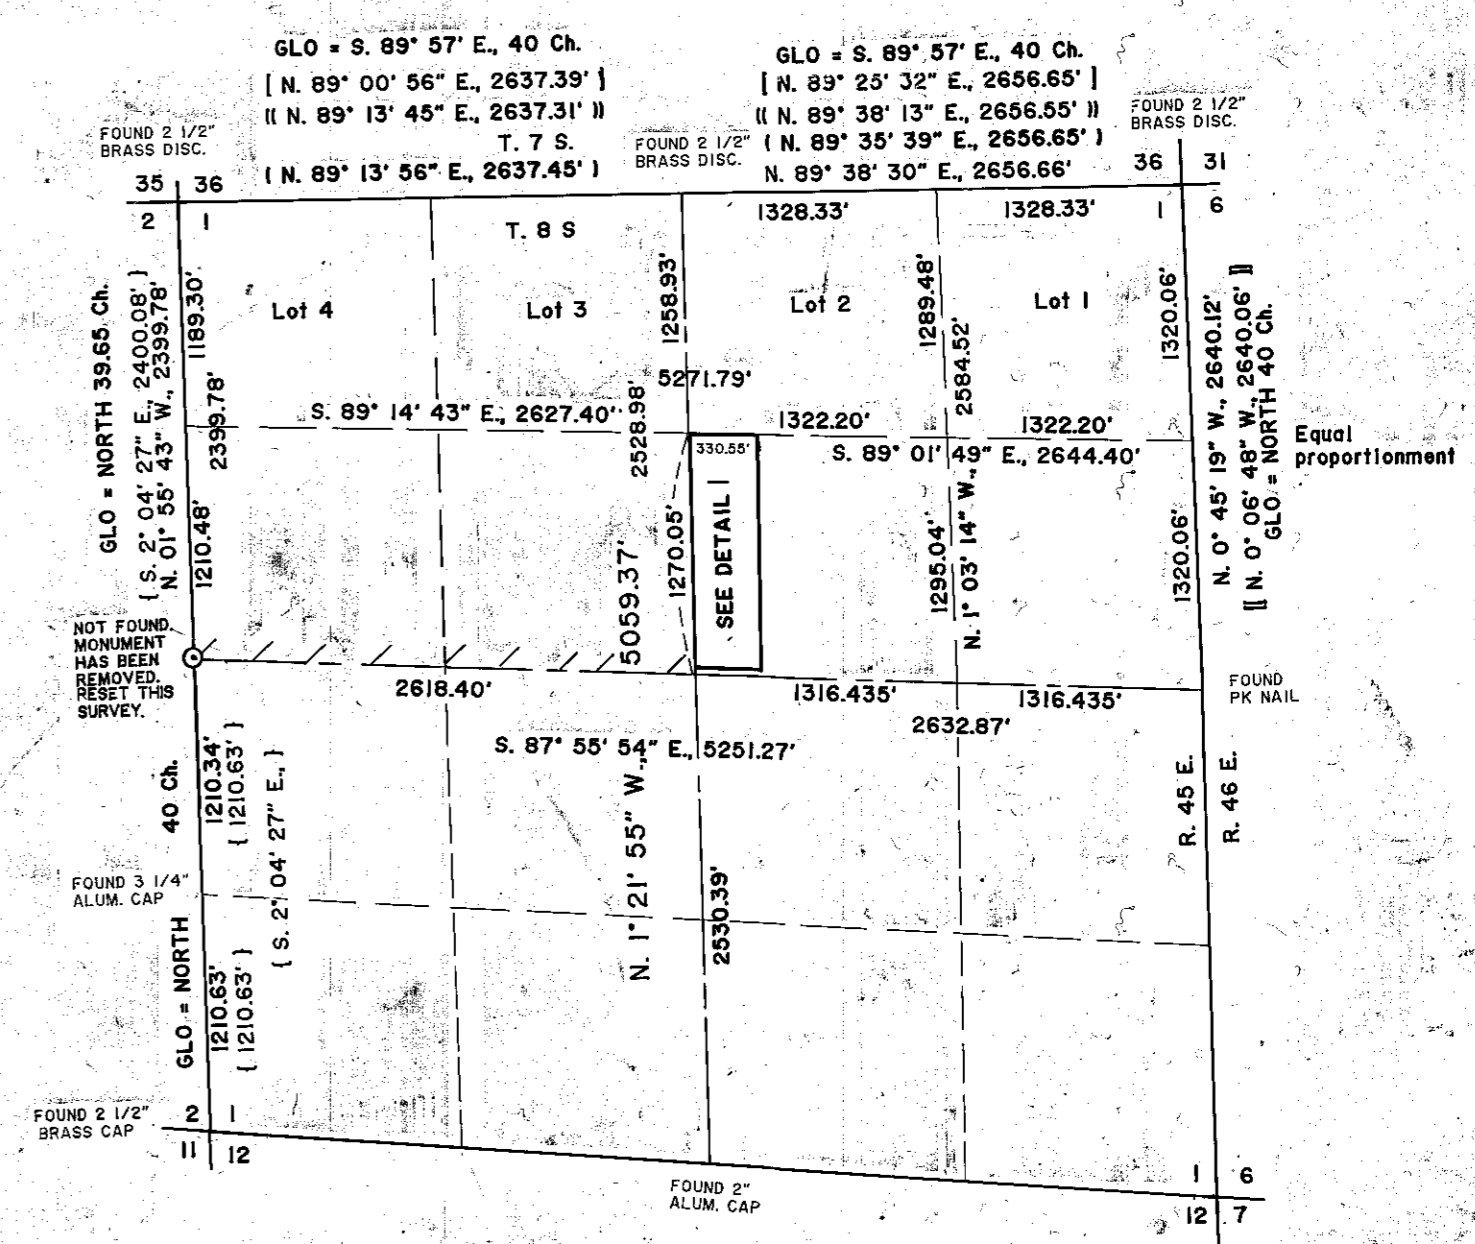 GLO = S. 89° 57' E., 40 Ch.
[ N. 89° 00' 56" E., 2637.39' ]
(( N. 89° 13' 45" E., 2637.31' ))
T. 7 S.
( N. 89° 13' 56" E., 2637.45' )
GLO = S. 89° 57' E., 40 Ch.
[ N. 89° 25' 32" E., 2656.65' ]
(( N. 89° 38' 13" E., 2656.55' ))
( N. 89° 35' 39" E., 2656.65' )
N. 89° 38' 30" E., 2656.66'
FOUND 2 1/2"
BRASS DISC.
FOUND 2 1/2"
BRASS DISC.
FOUND 2 1/2"
BRASS DISC.
35 36
2 1
36 31
1 6
T. 8 S
1328.33'
1328.33'
Lot 4
Lot 3
Lot 2
Lot 1
GLO = NORTH 39.65 Ch.
{ S. 2° 04' 27" E., 2400.08' }
N. 01° 55' 43" W., 2399.78'
1189.30'
2399.78'
1210.48'
1258.93'
2528.98'
1270.05'
5059.37'
1289.48'
2584.52'
1295.04'
N. 1° 03' 14" W.,
1320.06'
1320.06'
N. 0° 45' 19" W., 2640.12'
[[ N. 0° 06' 48" W., 2640.06' ]]
GLO = NORTH 40 Ch.
5271.79'
S. 89° 14' 43" E., 2627.40'
1322.20'
1322.20'
S. 89° 01' 49" E., 2644.40'
Equal
proportionment
330.55'
SEE DETAIL 1
NOT FOUND.
MONUMENT
HAS BEEN
REMOVED.
RESET THIS
SURVEY.
2618.40'
1316.435'
1316.435'
2632.87'
FOUND
PK NAIL
S. 87° 55' 54" E., 5251.27'
N. 1° 21' 55" W.,
2530.39'
R. 45 E.
R. 46 E.
40 Ch.
1210.34'
{ 1210.63' }
{ S. 2° 04' 27" E., }
FOUND 3 1/4"
ALUM. CAP
GLO = NORTH
1210.63'
{ 1210.63' }
FOUND 2 1/2"
BRASS CAP
2 1
11 12
FOUND 2"
ALUM. CAP
1 6
12 7